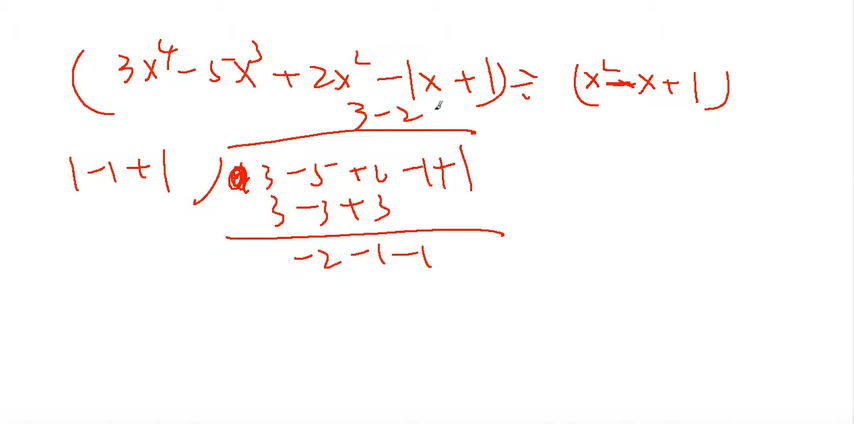 (3x⁴-5x³+2x²-1x+1)÷(x²-x+1)
3-2
1-1+1) 3-5+2-1+1
3-3+3
-2-1-1